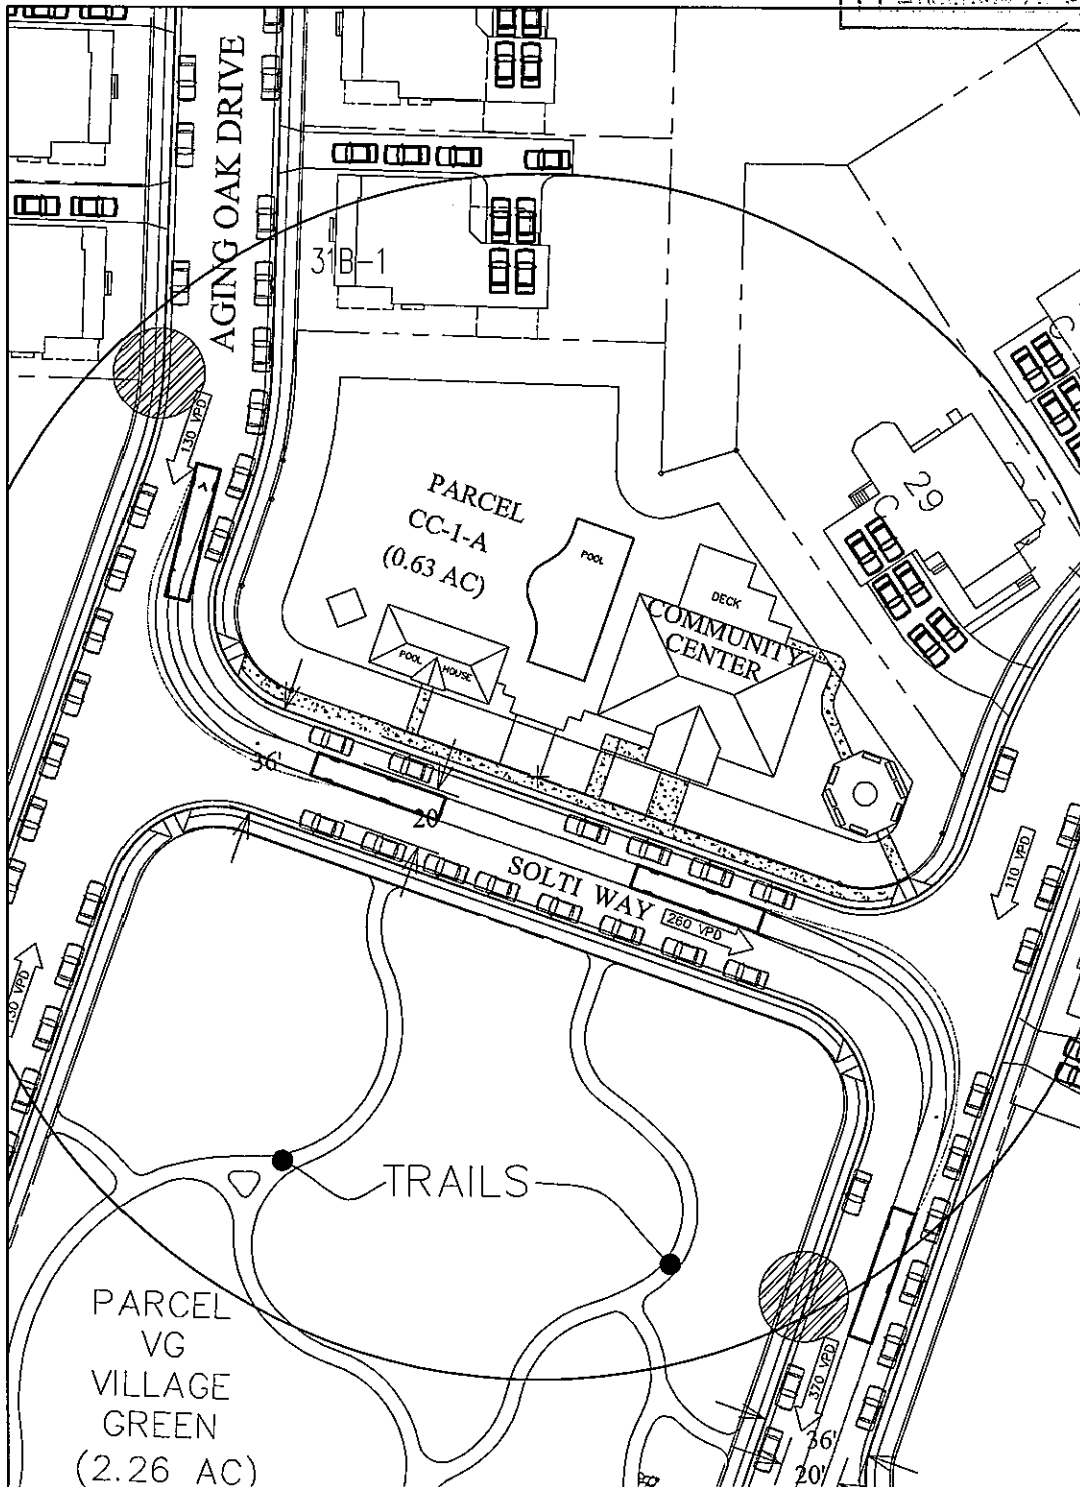 AGING OAK DRIVE
31B-1
130 VPD
PARCEL
CC-1-A
(0.63 AC)
POOL
DECK
COMMUNITY
CENTER
POOL HOUSE
29
C
C
36'
20'
SOLTI WAY
260 VPD
110 VPD
130 VPD
TRAILS
PARCEL
VG
VILLAGE
GREEN
(2.26 AC)
370 VPD
36'
20'